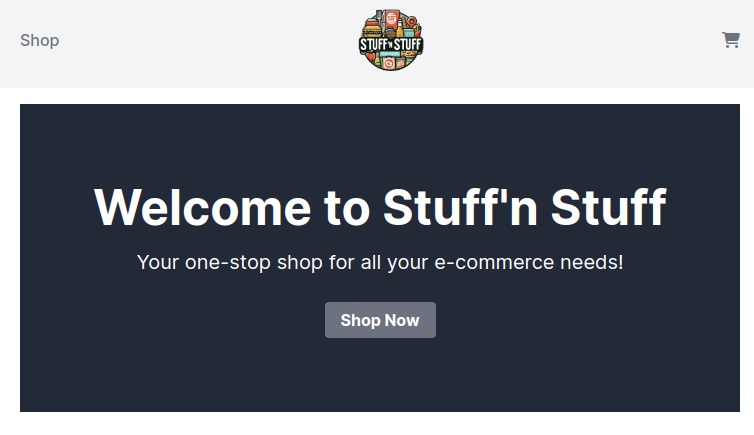 Shop
STUFF'N STUFF
Welcome to Stuff'n Stuff
Your one-stop shop for all your e-commerce needs!
Shop Now